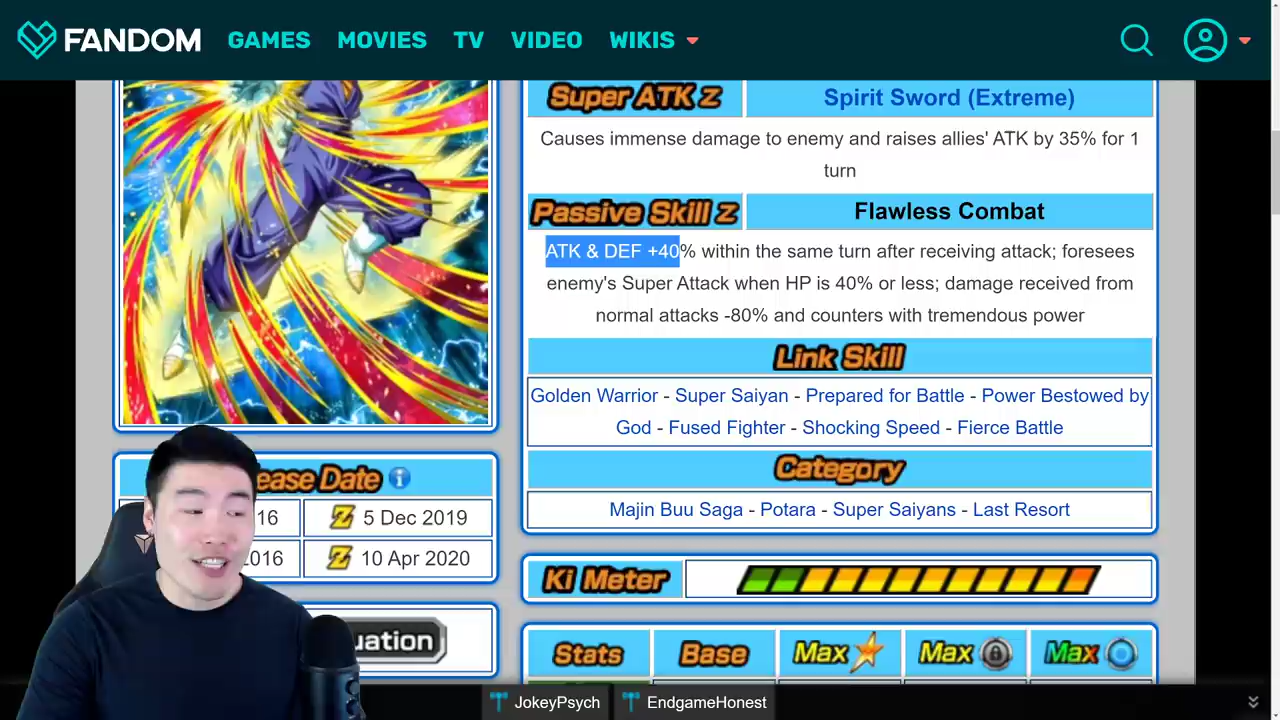 FANDOM GAMES MOVIES TV VIDEO WIKIS
Super ATK Z Spirit Sword (Extreme)
Causes immense damage to enemy and raises allies' ATK by 35% for 1
turn
Passive Skill Z Flawless Combat
ATK & DEF +40% within the same turn after receiving attack; foresees
enemy's Super Attack when HP is 40% or less; damage received from
normal attacks -80% and counters with tremendous power
Link Skill
Golden Warrior - Super Saiyan - Prepared for Battle - Power Bestowed by
God - Fused Fighter - Shocking Speed - Fierce Battle
Category
Majin Buu Saga - Potara - Super Saiyans - Last Resort
ease Date i
16 Z 5 Dec 2019
2016 Z 10 Apr 2020
Ki Meter
uation
Stats Base Max Max Max
JokeyPsych EndgameHonest